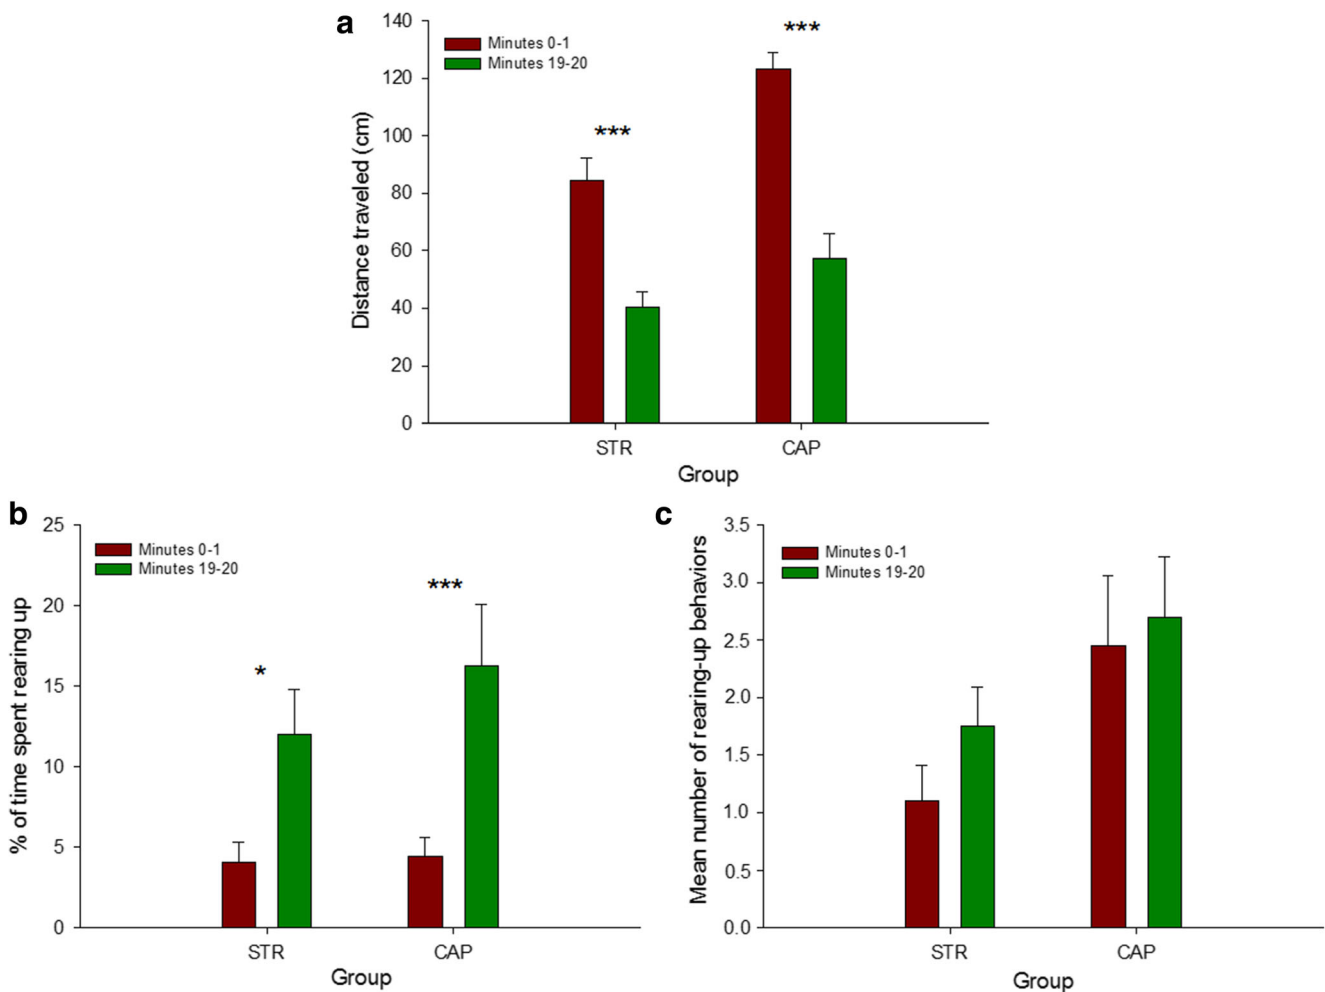 a
140
120
100
80
60
40
20
0
Distance traveled (cm)
Minutes 0-1
Minutes 19-20
***
***
STR CAP
Group
b
25
20
15
10
5
0
% of time spent rearing up
Minutes 0-1
Minutes 19-20
*
***
STR CAP
Group
c
3.5
3.0
2.5
2.0
1.5
1.0
0.5
0.0
Mean number of rearing-up behaviors
Minutes 0-1
Minutes 19-20
STR CAP
Group